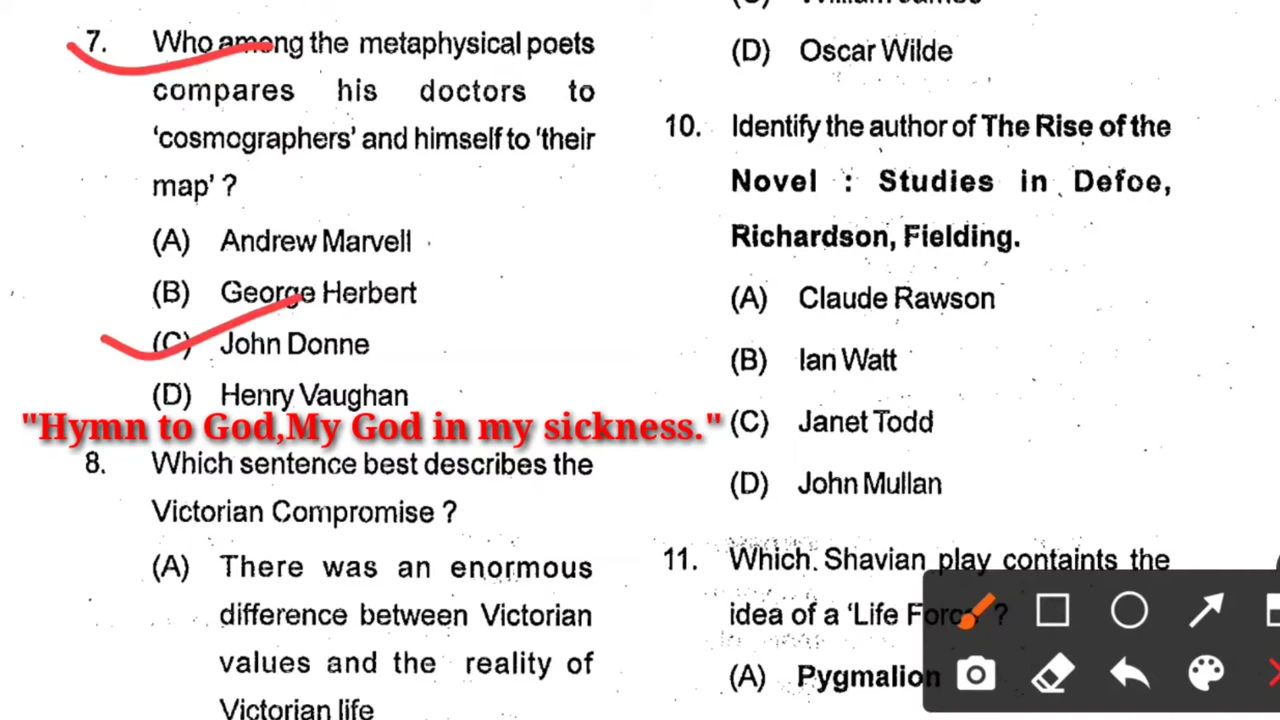 7. Who among the metaphysical poets
compares his doctors to
'cosmographers' and himself to 'their
map' ?
(A) Andrew Marvell
(B) George Herbert
(C) John Donne
(D) Henry Vaughan
"Hymn to God,My God in my sickness."
8. Which sentence best describes the
Victorian Compromise ?
(A) There was an enormous
difference between Victorian
values and the reality of
Victorian life
(D) Oscar Wilde
10. Identify the author of The Rise of the
Novel : Studies in Defoe,
Richardson, Fielding.
(A) Claude Rawson
(B) Ian Watt
(C) Janet Todd
(D) John Mullan
11. Which Shavian play containts the
idea of a 'Life Force' ?
(A) Pygmalion